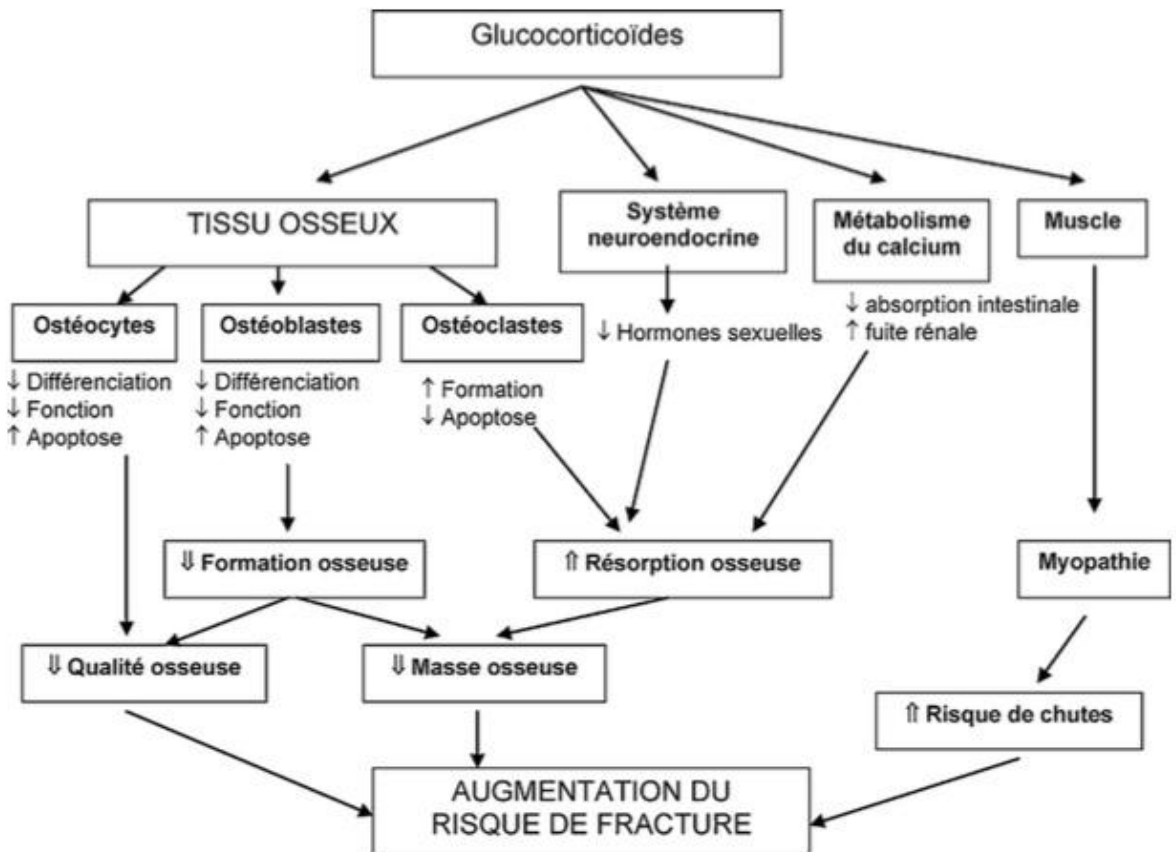 Glucocorticoïdes
TISSU OSSEUX
Système
neuroendocrine
Métabolisme
du calcium
Muscle
Ostéocytes
Ostéoblastes
Ostéoclastes
↓ Hormones sexuelles
↓ absorption intestinale
↑ fuite rénale
↓ Différenciation
↓ Fonction
↑ Apoptose
↓ Différenciation
↓ Fonction
↑ Apoptose
↑ Formation
↓ Apoptose
⇓ Formation osseuse
⇑ Résorption osseuse
Myopathie
⇓ Qualité osseuse
⇓ Masse osseuse
⇑ Risque de chutes
AUGMENTATION DU
RISQUE DE FRACTURE